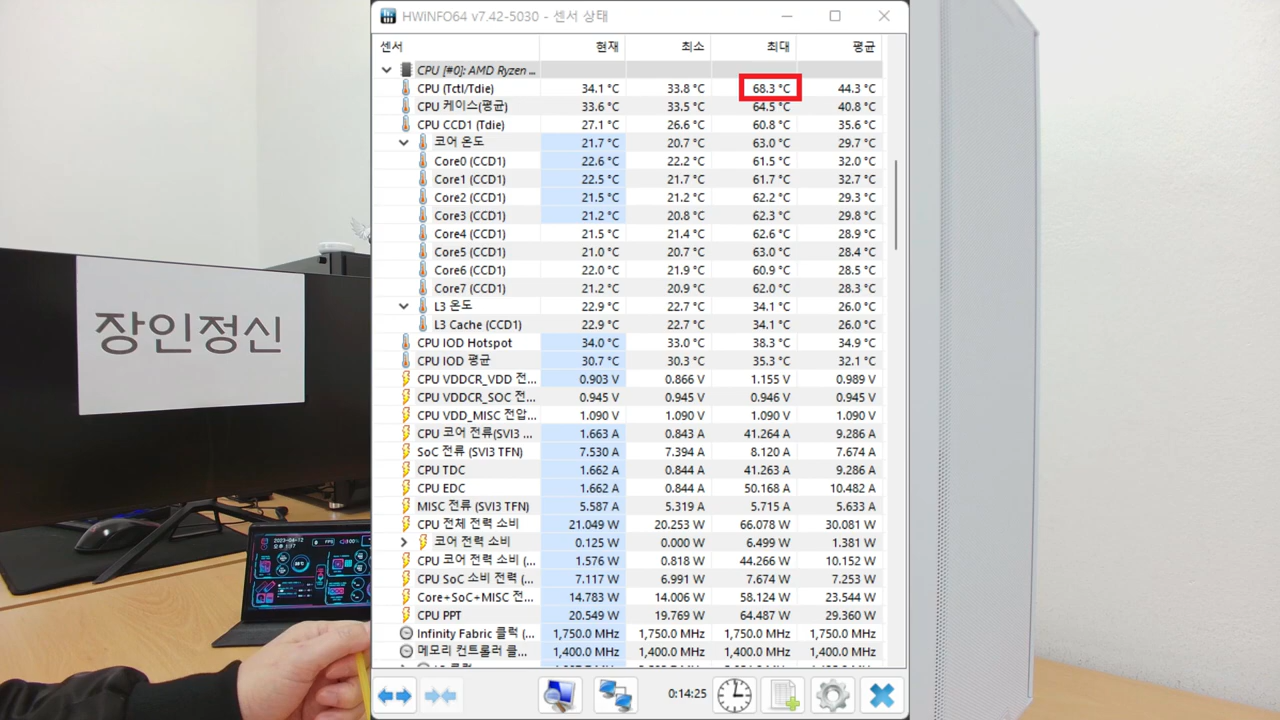 HWiNFO64 v7.42-5030 - 센서 상태
센서 현재 최소 최대 평균
CPU [#0]: AMD Ryzen ...
CPU (Tctl/Tdie) 34.1 °C 33.8 °C 68.3 °C 44.3 °C
CPU 케이스(평균) 33.6 °C 33.5 °C 64.5 °C 40.8 °C
CPU CCD1 (Tdie) 27.1 °C 26.6 °C 60.8 °C 35.6 °C
코어 온도 21.7 °C 20.7 °C 63.0 °C 29.7 °C
Core0 (CCD1) 22.6 °C 22.2 °C 61.5 °C 32.0 °C
Core1 (CCD1) 22.5 °C 21.7 °C 61.7 °C 32.7 °C
Core2 (CCD1) 21.5 °C 21.2 °C 62.2 °C 29.3 °C
Core3 (CCD1) 21.2 °C 20.8 °C 62.3 °C 29.8 °C
Core4 (CCD1) 21.5 °C 21.4 °C 62.6 °C 28.9 °C
Core5 (CCD1) 21.0 °C 20.7 °C 63.0 °C 28.4 °C
Core6 (CCD1) 22.0 °C 21.9 °C 60.9 °C 28.5 °C
Core7 (CCD1) 21.2 °C 20.9 °C 62.0 °C 28.3 °C
L3 온도 22.9 °C 22.7 °C 34.1 °C 26.0 °C
L3 Cache (CCD1) 22.9 °C 22.7 °C 34.1 °C 26.0 °C
CPU IOD Hotspot 34.0 °C 33.0 °C 38.3 °C 34.9 °C
CPU IOD 평균 30.7 °C 30.3 °C 35.3 °C 32.1 °C
CPU VDDCR_VDD 전... 0.903 V 0.866 V 1.155 V 0.989 V
CPU VDDCR_SOC 전... 0.945 V 0.945 V 0.946 V 0.945 V
CPU VDD_MISC 전압... 1.090 V 1.090 V 1.090 V 1.090 V
CPU 코어 전류(SVI3 ... 1.663 A 0.843 A 41.264 A 9.286 A
SoC 전류 (SVI3 TFN) 7.530 A 7.394 A 8.120 A 7.674 A
CPU TDC 1.662 A 0.844 A 41.263 A 9.286 A
CPU EDC 1.662 A 0.844 A 50.168 A 10.482 A
MISC 전류 (SVI3 TFN) 5.587 A 5.319 A 5.715 A 5.633 A
CPU 전체 전력 소비 21.049 W 20.253 W 66.078 W 30.081 W
코어 전력 소비 0.125 W 0.000 W 6.499 W 1.381 W
CPU 코어 전력 소비 (... 1.576 W 0.818 W 44.266 W 10.152 W
CPU SoC 소비 전력 (... 7.117 W 6.991 W 7.674 W 7.253 W
Core+SoC+MISC 전... 14.783 W 14.006 W 58.124 W 23.544 W
CPU PPT 20.549 W 19.769 W 64.487 W 29.360 W
Infinity Fabric 클럭 (... 1,750.0 MHz 1,750.0 MHz 1,750.0 MHz 1,750.0 MHz
메모리 컨트롤러 클... 1,400.0 MHz 1,400.0 MHz 1,400.0 MHz 1,400.0 MHz
0:14:25
장인정신
2023-04-12
FPS